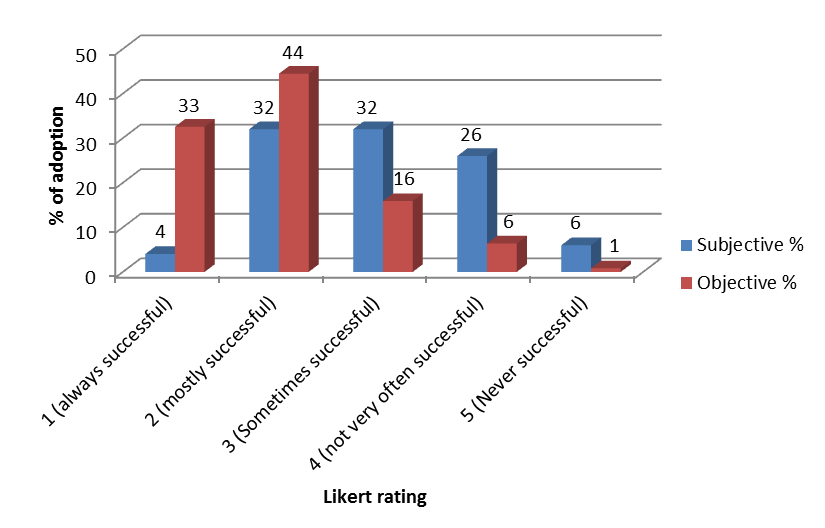 50
40
30
20
10
0
% of adoption
4
33
32
44
32
16
26
6
6
1
1 (always successful)
2 (mostly successful)
3 (Sometimes successful)
4 (not very often successful)
5 (Never successful)
Likert rating
Subjective %
Objective %